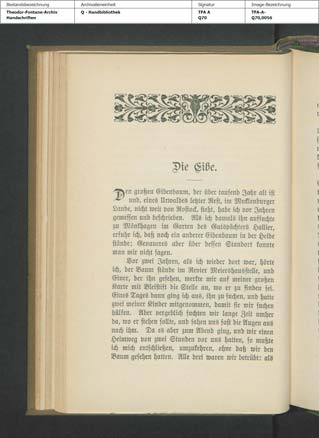 Bestandsbezeichnung Archivalieneinheit Signatur Image-Bezeichnung
Theodor-Fontane-Archiv Q - Handbibliothek TFA A TFA-A-
Handschriften Q70 Q70,0056
Die Eibe.
Den großen Eibenbaum, der über tausend Jahr alt ist
und, eines Urwaldes letzter Rest, im Mecklenburger
Lande, nicht weit von Rostock, steht, habe ich vor Jahren
gemessen und beschrieben. Als ich damals ihn aufsuchte
zu Mönkhagen im Garten des Gutspächters Hallier,
erfuhr ich, daß noch ein anderer Eibenbaum in der Heide
stände; Genaueres aber über dessen Standort konnte
man mir nicht sagen.
Vor zwei Jahren, als ich wieder dort war, hörte
ich, der Baum stände im Revier Meiershausstelle, und
Einer, der ihn gesehen, merkte mir auf meiner großen
Karte mit Bleistift die Stelle an, wo er zu finden sei.
Eines Tages dann ging ich aus, ihn zu suchen, und hatte
zwei meiner Kinder mitgenommen, damit sie mir suchen
hülfen. Aber vergeblich suchten wir lange Zeit umher
da, wo er stehen sollte, und sahen uns fast die Augen aus
nach ihm. Da es aber zum Abend ging, und wir einen
Heimweg von zwei Stunden vor uns hatten, so mußte
ich mich entschließen, umzukehren, ohne daß wir den
Baum gesehen hatten. Alle drei waren wir betrübt: als